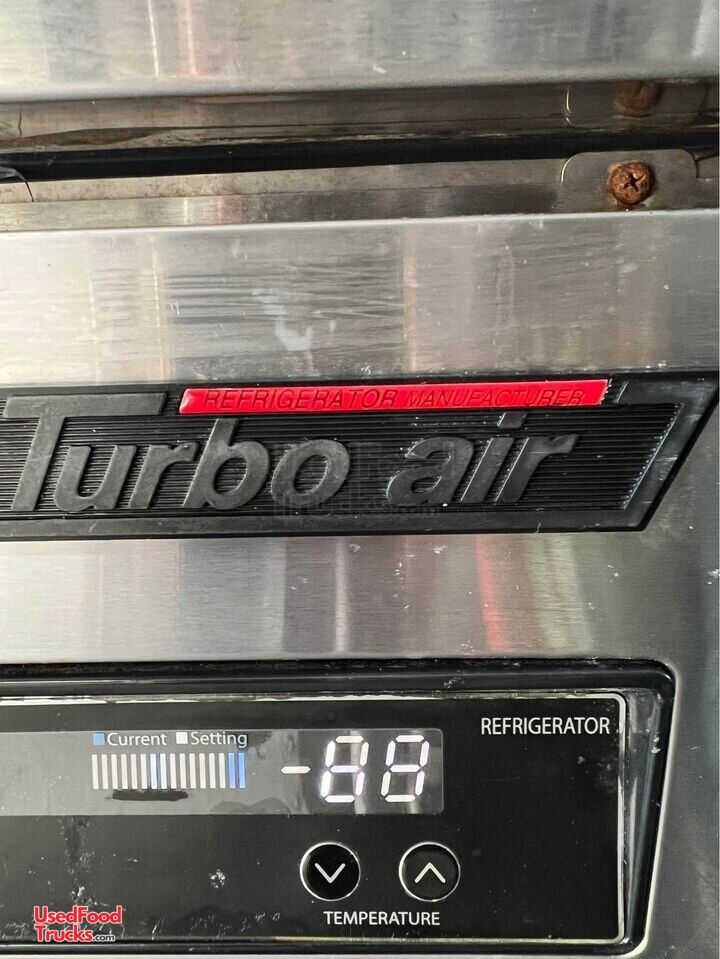 REFRIGERATOR MANUFACTURER
Turbo air
Current Setting
REFRIGERATOR
TEMPERATURE
UsedFood
Trucks.com